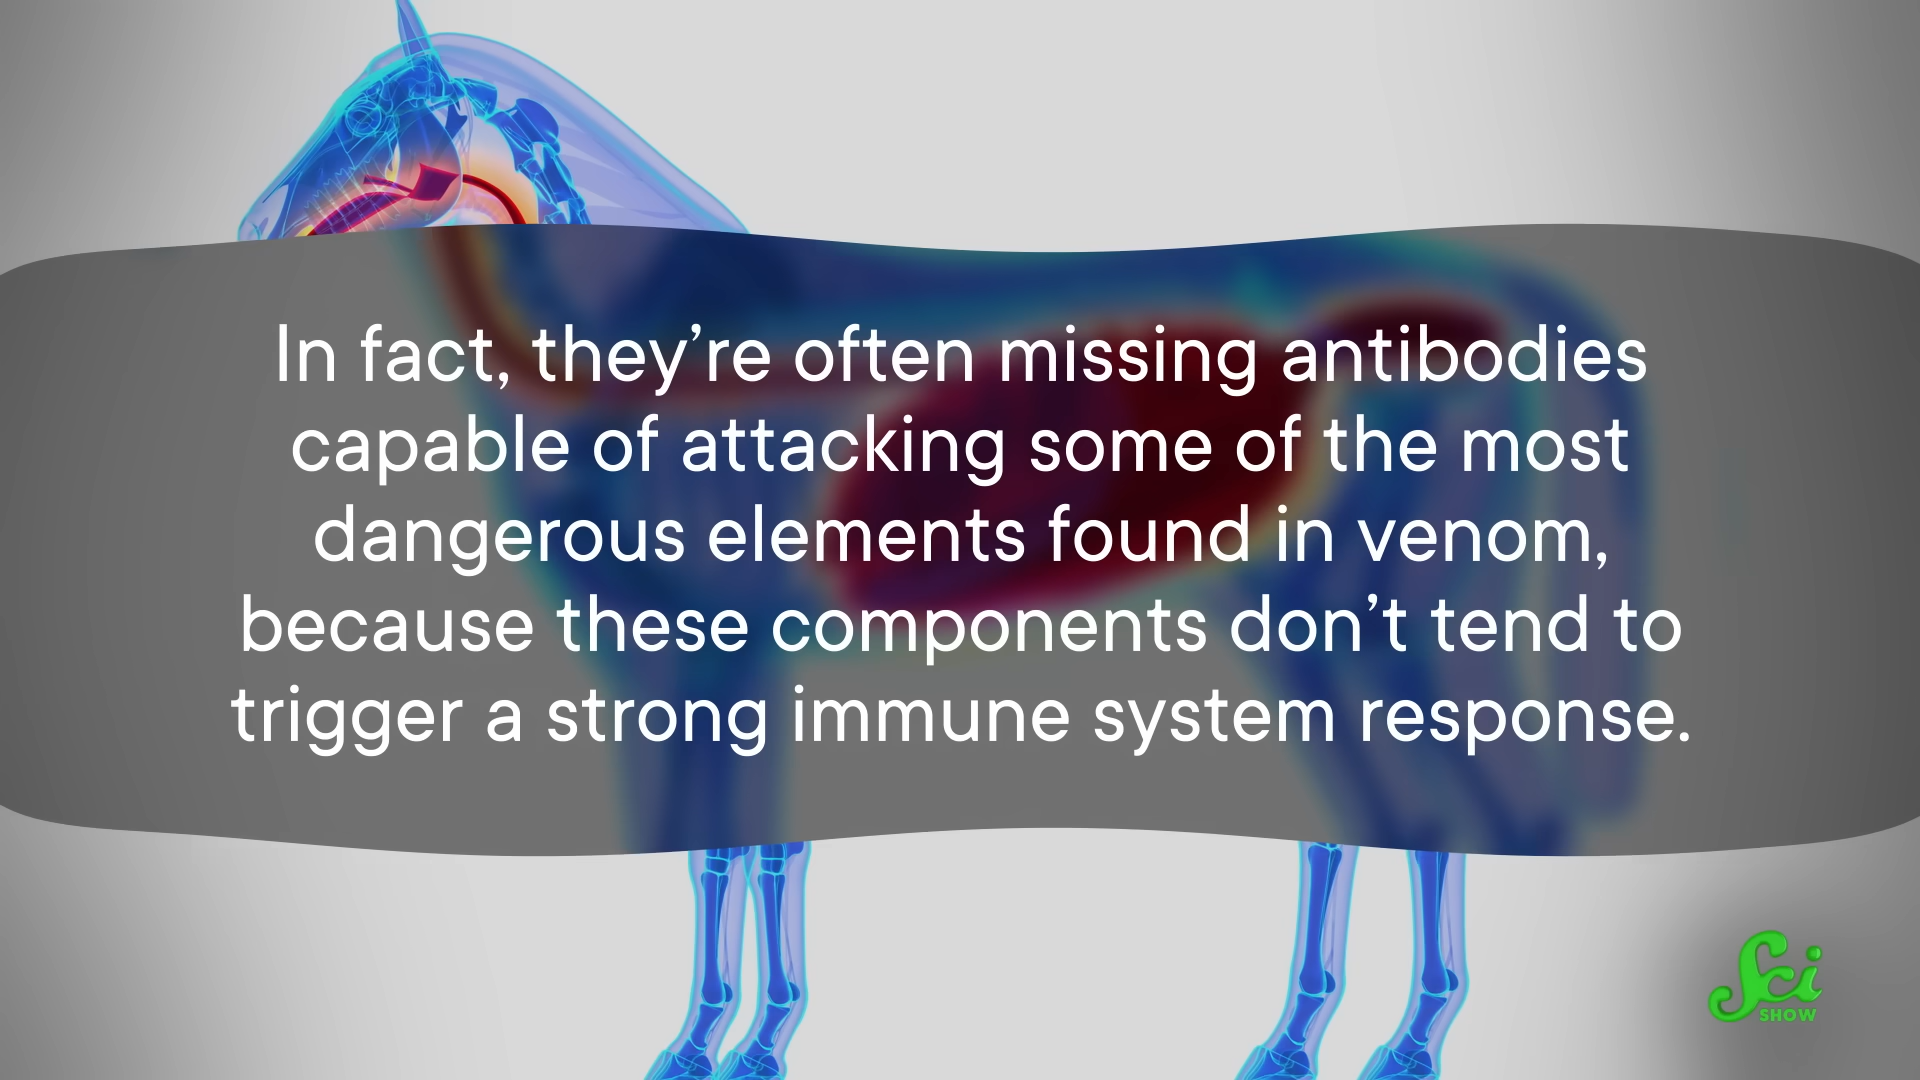 In fact, they’re often missing antibodies
capable of attacking some of the most
dangerous elements found in venom,
because these components don’t tend to
trigger a strong immune system response.
Sci
SHOW